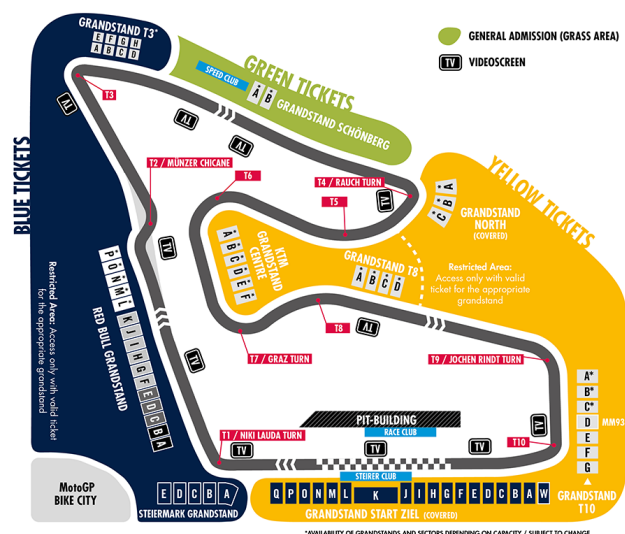 GRANDSTAND T3*
E F G H
A B C D
GENERAL ADMISSION (GRASS AREA)
TV VIDEOSCREEN
GREEN TICKETS
SPEED CLUB
A B
GRANDSTAND SCHÖNBERG
T3
TV
TV
TV
BLUE TICKETS
T2 / MÜNZER CHICANE
T6
T4 / RAUCH TURN
TV
T5
YELLOW TICKETS
C B A
GRANDSTAND
NORTH
(COVERED)
TV
A B C D E F
KTM
GRANDSTAND
CENTRE
GRANDSTAND T8
A B C D
Restricted Area:
Access only with valid
ticket for the appropriate
grandstand
Restricted Area: Access only with valid ticket
for the appropriate grandstand
P O N M L K J I H G F E D C B A
RED BULL GRANDSTAND
T8
TV
T7 / GRAZ TURN
T9 / JOCHEN RINDT TURN
TV
A*
B*
C*
D
E
F
G
MM93
GRANDSTAND
T10
PIT-BUILDING
RACE CLUB
T1 / NIKI LAUDA TURN
TV
TV
TV
TV
T10
STEIRER CLUB
MotoGP
BIKE CITY
E D C B A
STEIERMARK GRANDSTAND
Q P O N M L K J I H G F E D C B A W
GRANDSTAND START ZIEL (COVERED)
*AVAILABILITY OF GRANDSTANDS AND SECTORS DEPENDING ON CAPACITY / SUBJECT TO CHANGE